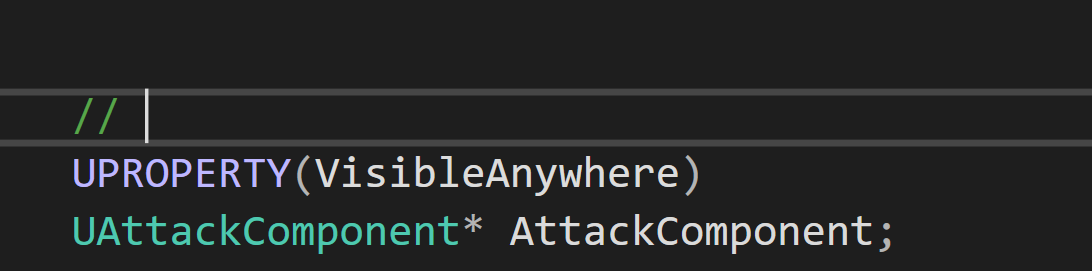 //
UPROPERTY(VisibleAnywhere)
UAttackComponent* AttackComponent;